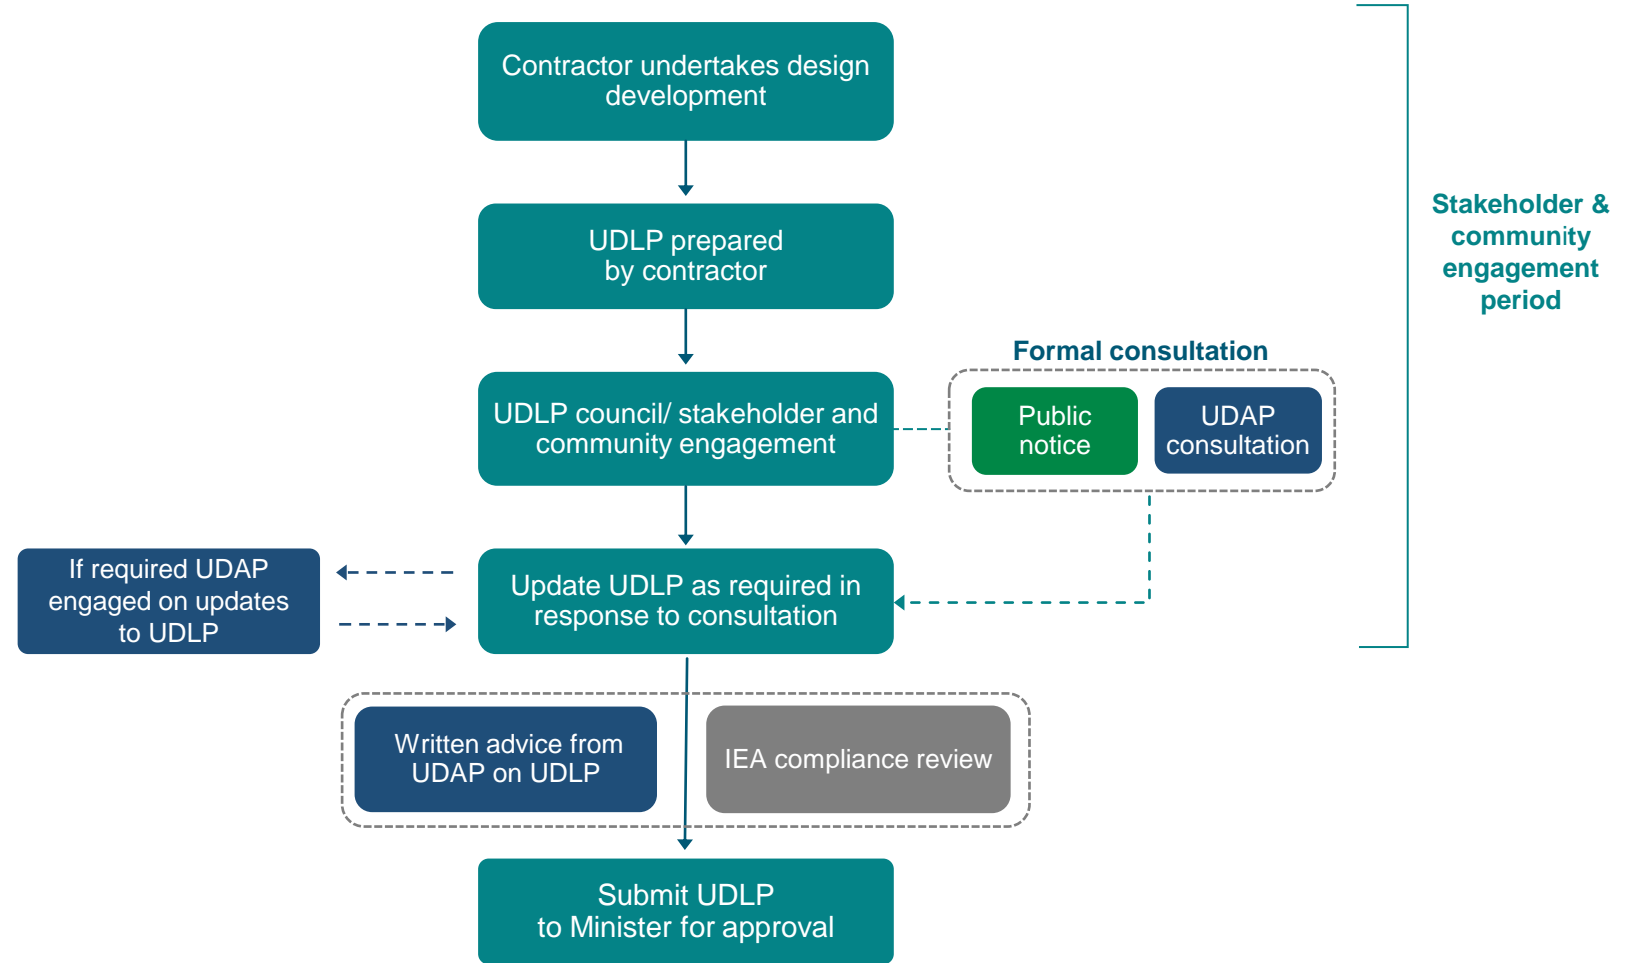 Contractor undertakes design
development
UDLP prepared
by contractor
Stakeholder &
community
engagement
period
Formal consultation
UDLP council/ stakeholder and
community engagement
Public
notice
UDAP
consultation
If required UDAP
engaged on updates
to UDLP
Update UDLP as required in
response to consultation
Written advice from
UDAP on UDLP
IEA compliance review
Submit UDLP
to Minister for approval